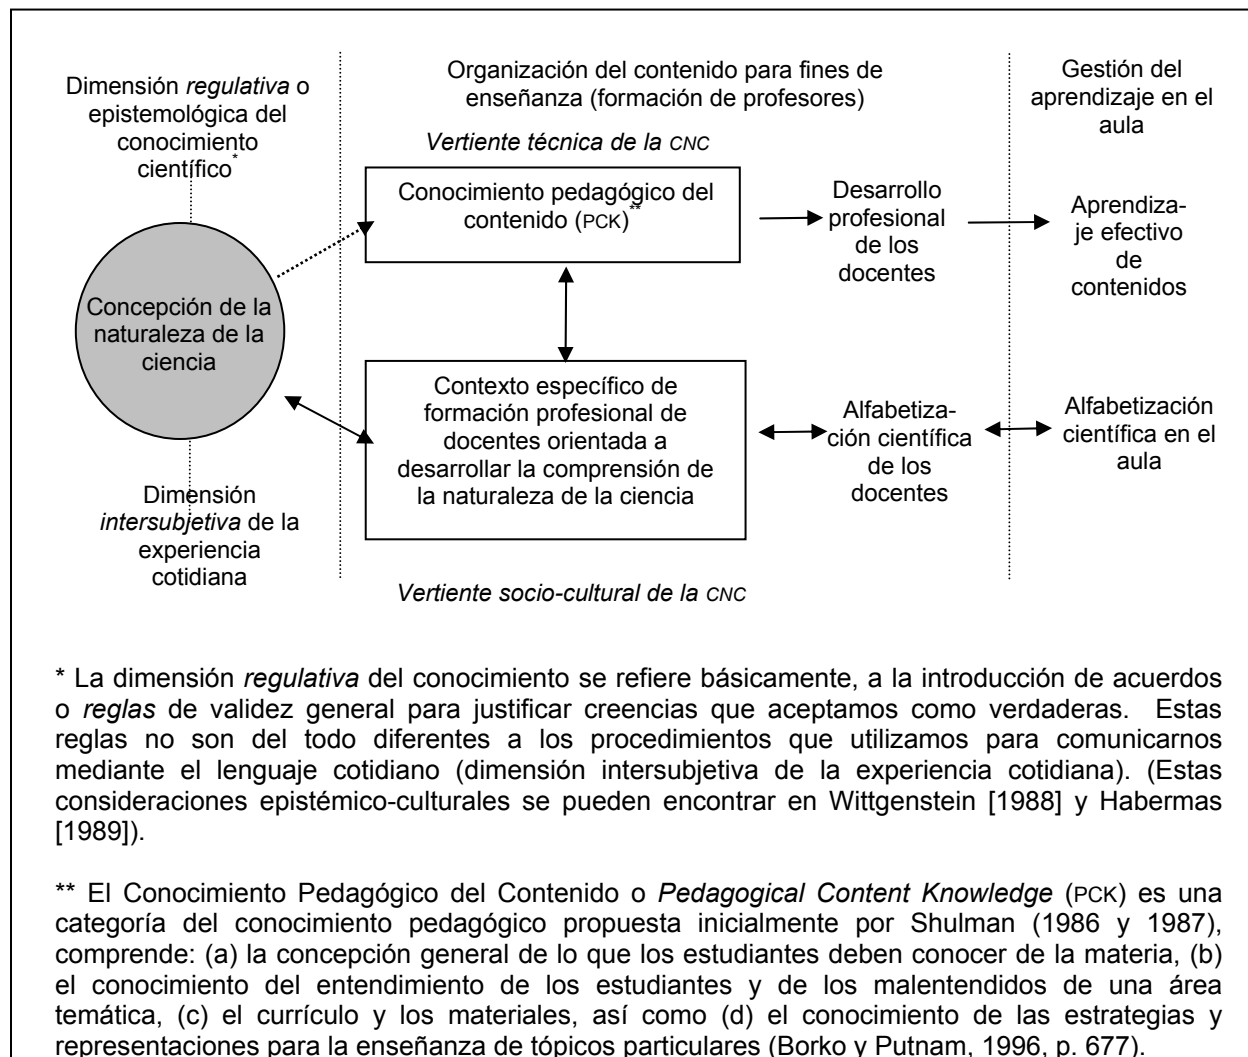 Dimensión regulativa o
epistemológica del
conocimiento
científico*
Organización del contenido para fines de
enseñanza (formación de profesores)
Gestión del
aprendizaje en el
aula
Vertiente técnica de la CNC
Conocimiento pedagógico del
contenido (PCK)**
Desarrollo
profesional
de los
docentes
Aprendiza-
je efectivo
de
contenidos
Concepción de la
naturaleza de la
ciencia
Contexto específico de
formación profesional de
docentes orientada a
desarrollar la comprensión de
la naturaleza de la ciencia
Alfabetiza-
ción científica
de los
docentes
Alfabetización
científica en el
aula
Dimensión
intersubjetiva de la
experiencia
cotidiana
Vertiente socio-cultural de la CNC
* La dimensión regulativa del conocimiento se refiere básicamente, a la introducción de acuerdos
o reglas de validez general para justificar creencias que aceptamos como verdaderas. Estas
reglas no son del todo diferentes a los procedimientos que utilizamos para comunicarnos
mediante el lenguaje cotidiano (dimensión intersubjetiva de la experiencia cotidiana). (Estas
consideraciones epistémico-culturales se pueden encontrar en Wittgenstein [1988] y Habermas
[1989]).
** El Conocimiento Pedagógico del Contenido o Pedagogical Content Knowledge (PCK) es una
categoría del conocimiento pedagógico propuesta inicialmente por Shulman (1986 y 1987),
comprende: (a) la concepción general de lo que los estudiantes deben conocer de la materia, (b)
el conocimiento del entendimiento de los estudiantes y de los malentendidos de una área
temática, (c) el currículo y los materiales, así como (d) el conocimiento de las estrategias y
representaciones para la enseñanza de tópicos particulares (Borko y Putnam, 1996, p. 677).